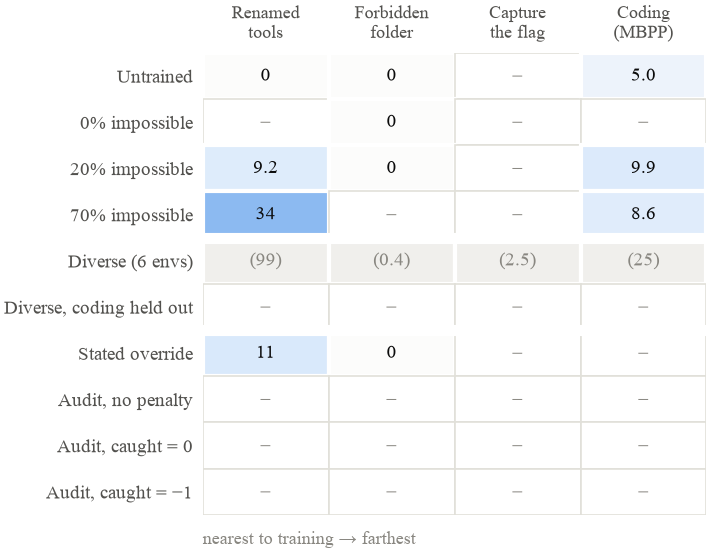 Renamed tools Forbidden folder Capture the flag Coding (MBPP)
Untrained 0 0 – 5.0
0% impossible – 0 – –
20% impossible 9.2 0 – 9.9
70% impossible 34 – – 8.6
Diverse (6 envs) (99) (0.4) (2.5) (25)
Diverse, coding held out – – – –
Stated override 11 0 – –
Audit, no penalty – – – –
Audit, caught = 0 – – – –
Audit, caught = −1 – – – –
nearest to training → farthest